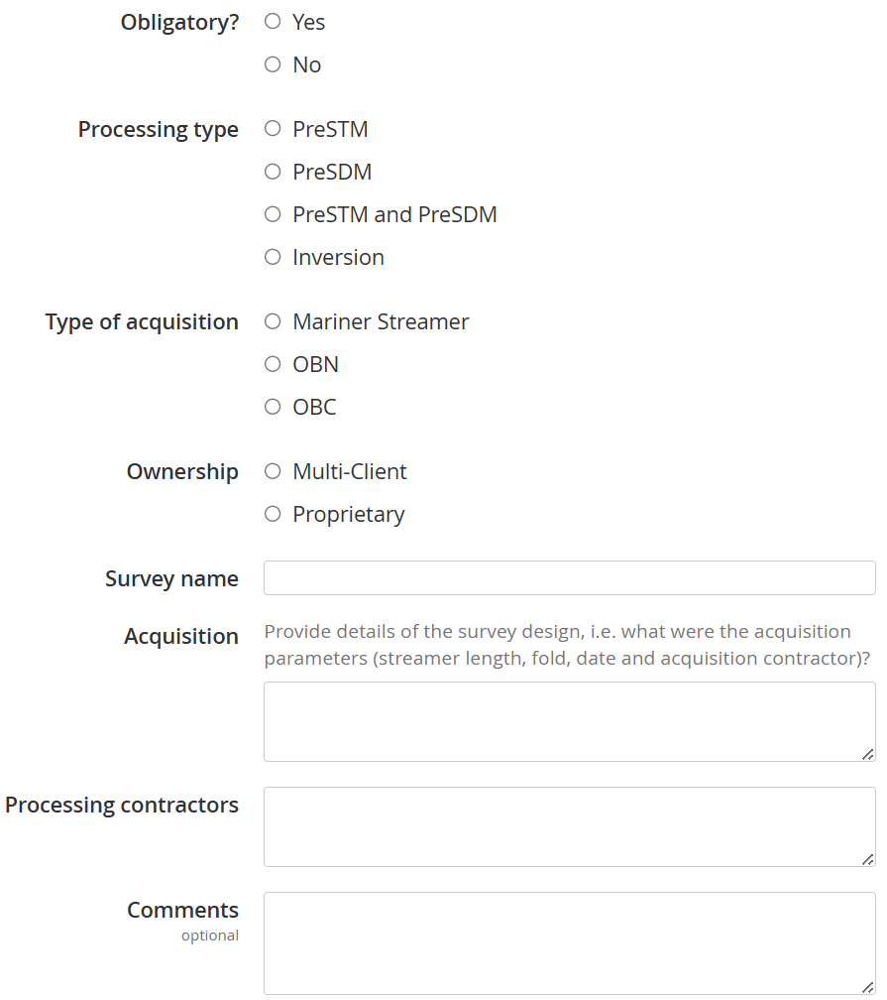 Obligatory? Yes
No
Processing type PreSTM
PreSDM
PreSTM and PreSDM
Inversion
Type of acquisition Mariner Streamer
OBN
OBC
Ownership Multi-Client
Proprietary
Survey name
Acquisition Provide details of the survey design, i.e. what were the acquisition
parameters (streamer length, fold, date and acquisition contractor)?
Processing contractors
Comments
optional